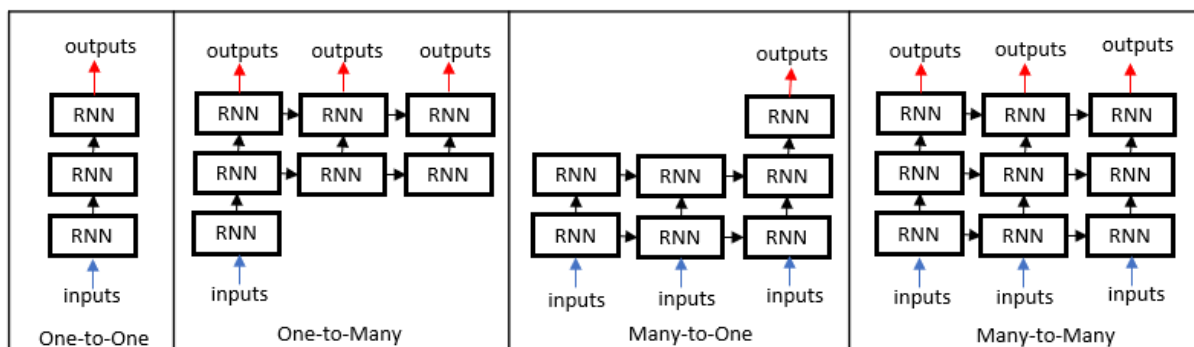 outputs
RNN
RNN
RNN
inputs
One-to-One
outputs outputs outputs
RNN RNN RNN
RNN RNN RNN
RNN
inputs
One-to-Many
outputs
RNN
RNN RNN RNN
RNN RNN RNN
inputs inputs inputs
Many-to-One
outputs outputs outputs
RNN RNN RNN
RNN RNN RNN
RNN RNN RNN
inputs inputs inputs
Many-to-Many